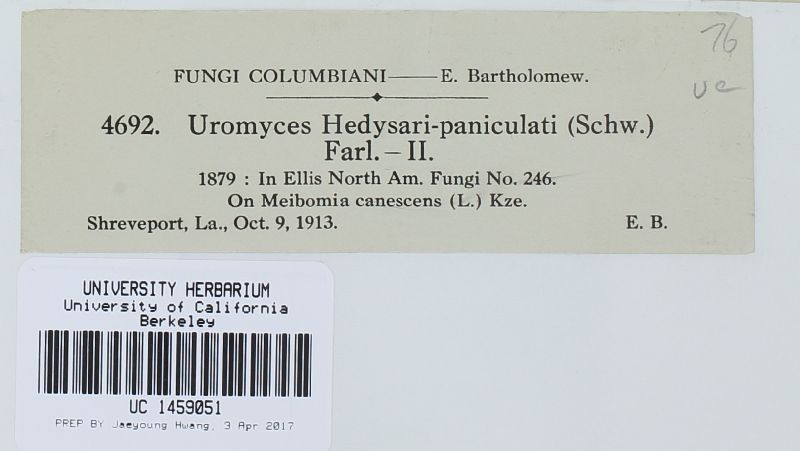 76
uc
FUNGI COLUMBIANI——E. Bartholomew.
4692. Uromyces Hedysari-paniculati (Schw.)
Farl. – II.
1879 : In Ellis North Am. Fungi No. 246.
On Meibomia canescens (L.) Kze.
Shreveport, La., Oct. 9, 1913. E. B.
UNIVERSITY HERBARIUM
University of California
Berkeley
UC 1459051
PREP BY Jaeyoung Hwang, 3 Apr 2017